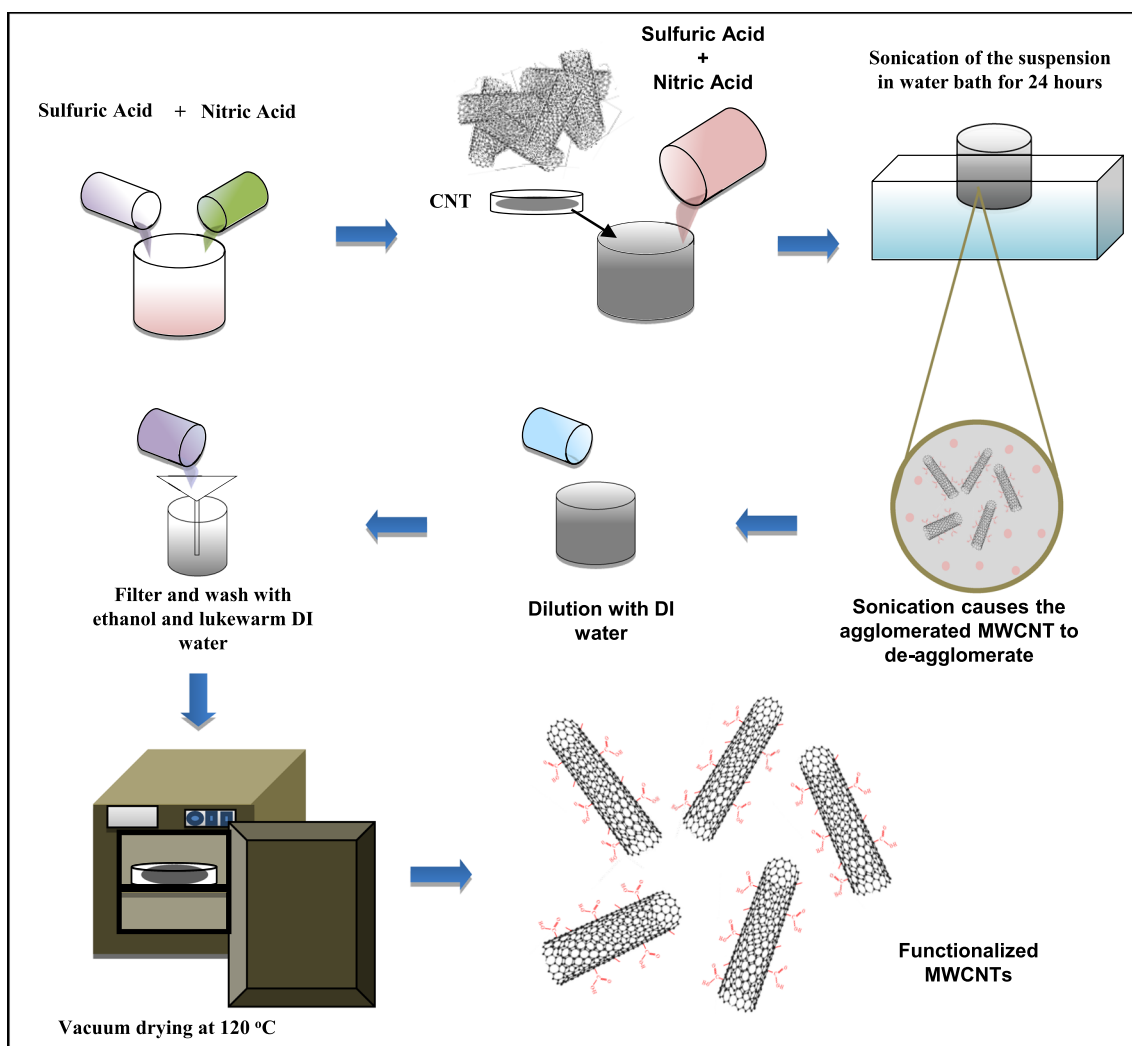 Sulfuric Acid + Nitric Acid
Sulfuric Acid
+
Nitric Acid
CNT
Sonication of the suspension
in water bath for 24 hours
Sonication causes the
agglomerated MWCNT to
de-agglomerate
Dilution with DI
water
Filter and wash with
ethanol and lukewarm DI
water
Vacuum drying at 120 °C
Functionalized
MWCNTs